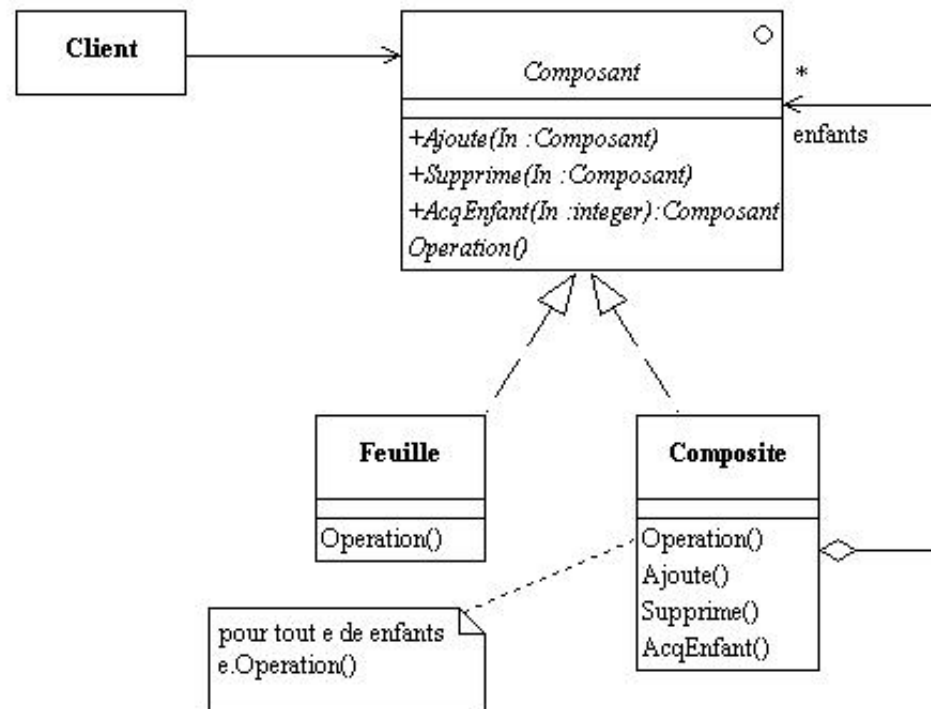 Client
Composant
*
enfants
+Ajoute(In :Composant)
+Supprime(In :Composant)
+AcqEnfant(In :integer):Composant
Operation()
Feuille
Operation()
Composite
Operation()
Ajoute()
Supprime()
AcqEnfant()
pour tout e de enfants
e.Operation()